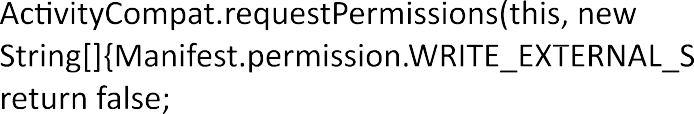 ActivityCompat.requestPermissions(this, new
String[]{Manifest.permission.WRITE_EXTERNAL_S
return false;